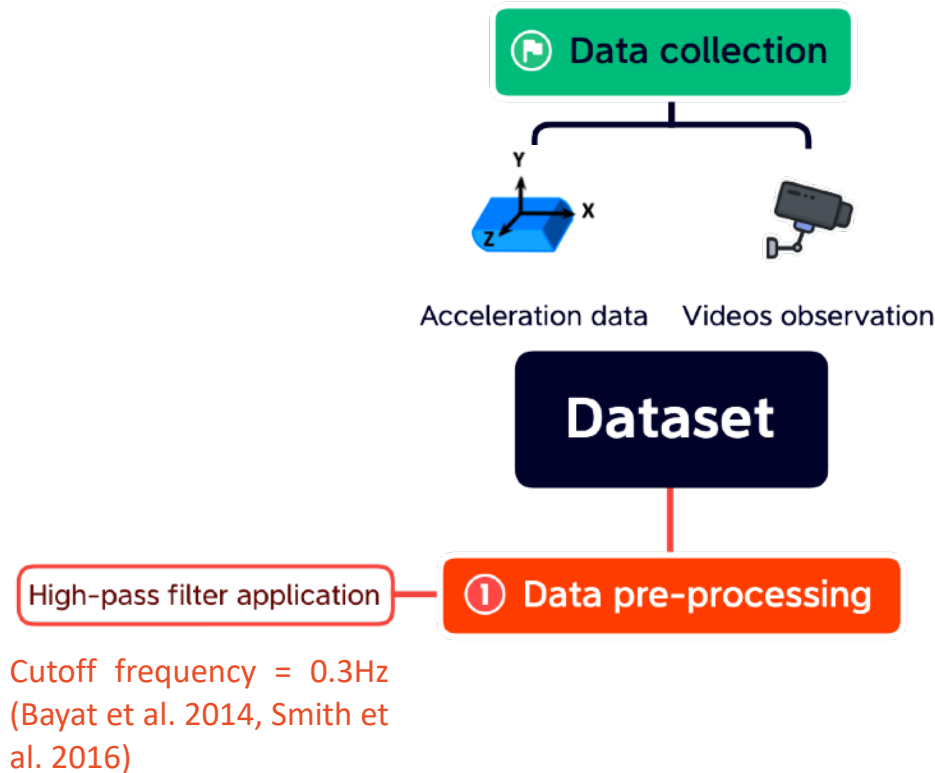 Data collection
Y
X
Z
Acceleration data
Videos observation
Dataset
High-pass filter application
1 Data pre-processing
Cutoff frequency = 0.3Hz
(Bayat et al. 2014, Smith et
al. 2016)